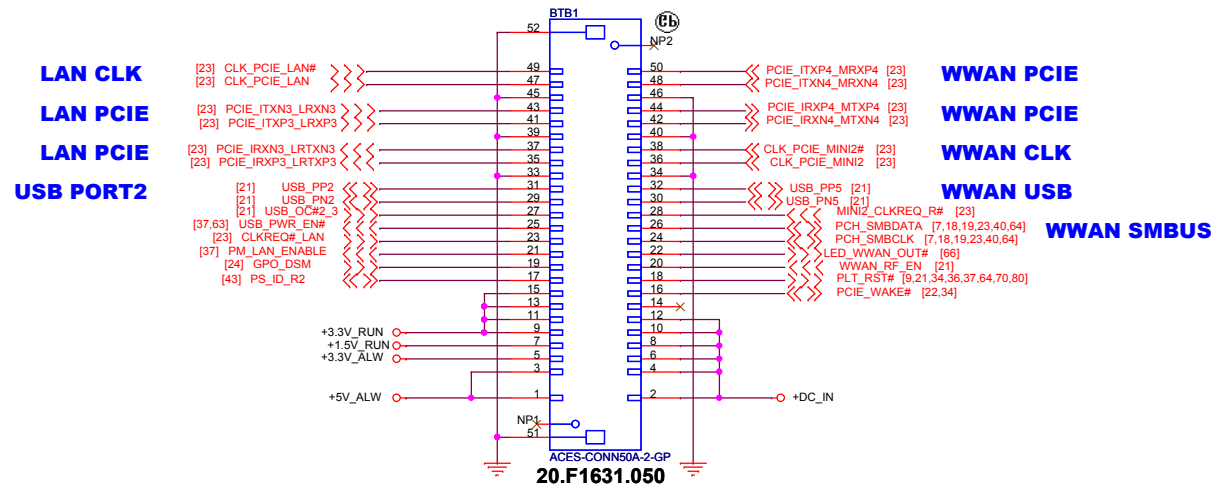 BTB1
52
NP2
LAN CLK
[23] CLK_PCIE_LAN#
49
50
PCIE_ITXP4_MRXP4 [23]
WWAN PCIE
[23] CLK_PCIE_LAN
47
48
PCIE_ITXN4_MRXN4 [23]
45
46
LAN PCIE
[23] PCIE_ITXN3_LRXN3
43
44
PCIE_IRXP4_MTXP4 [23]
WWAN PCIE
[23] PCIE_ITXP3_LRXP3
41
42
PCIE_IRXN4_MTXN4 [23]
39
40
LAN PCIE
[23] PCIE_IRXN3_LRTXN3
37
38
CLK_PCIE_MINI2# [23]
WWAN CLK
[23] PCIE_IRXP3_LRTXP3
35
36
CLK_PCIE_MINI2 [23]
33
34
USB PORT2
[21] USB_PP2
31
32
USB_PP5 [21]
WWAN USB
[21] USB_PN2
29
30
USB_PN5 [21]
[21] USB_OC#2_3
27
28
MINI2_CLKREQ_R# [23]
[37,63] USB_PWR_EN#
25
26
PCH_SMBDATA [7,18,19,23,40,64]
WWAN SMBUS
[23] CLKREQ#_LAN
23
24
PCH_SMBCLK [7,18,19,23,40,64]
[37] PM_LAN_ENABLE
21
22
LED_WWAN_OUT# [66]
[24] GPO_DSM
19
20
WWAN_RF_EN [21]
[43] PS_ID_R2
17
18
PLT_RST# [9,21,34,36,37,64,70,80]
15
16
PCIE_WAKE# [22,34]
13
14
11
12
+3.3V_RUN
9
10
+1.5V_RUN
7
8
+3.3V_ALW
5
6
3
4
+5V_ALW
1
2
+DC_IN
NP1
51
ACES-CONN50A-2-GP
20.F1631.050